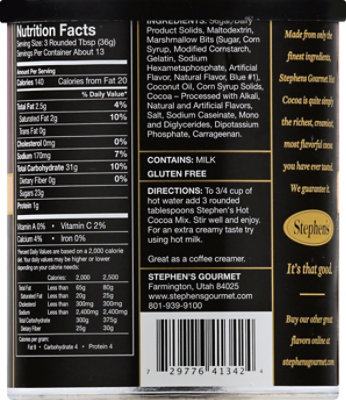 Nutrition Facts
Serving Size: 3 Rounded Tbsp (36g)
Servings Per Container About 13
Amount Per Serving
Calories 140 Calories from Fat 20
% Daily Value*
Total Fat 2.5g 4%
Saturated Fat 2g 10%
Trans Fat 0g
Cholesterol 0mg 0%
Sodium 170mg 7%
Total Carbohydrate 31g 10%
Dietary Fiber 0g 0%
Sugars 23g
Protein 1g
Vitamin A 0% • Vitamin C 2%
Calcium 4% • Iron 0%
*Percent Daily Values are based on a 2,000 calorie
diet. Your daily values may be higher or lower
depending on your calorie needs:
Calories: 2,000 2,500
Total Fat 65g 80g
Saturated Fat 20g 25g
Cholesterol 300mg 300mg
Sodium 2,400mg 2,400mg
Total Carbohydrate 300g 375g
Dietary Fiber 25g 30g
Calories per gram:
Fat 9 • Carbohydrate 4 • Protein 4
INGREDIENTS: Sugar, Dairy
Product Solids, Maltodextrin,
Marshmallow Bits (Sugar, Corn
Syrup, Modified Cornstarch,
Gelatin, Sodium
Hexametaphosphate, Artificial
Flavor, Natural Flavor, Blue #1),
Coconut Oil, Corn Syrup Solids,
Cocoa – Processed with Alkali,
Natural and Artificial Flavors,
Salt, Sodium Caseinate, Mono
and Diglycerides, Dipotassium
Phosphate, Carrageenan.
CONTAINS: MILK
GLUTEN FREE
DIRECTIONS: To 3/4 cup of
hot water add 3 rounded
tablespoons Stephen's Hot
Cocoa Mix. Stir well and enjoy.
For an extra creamy taste try
using hot milk.
Great as a coffee creamer.
STEPHEN'S GOURMET
Farmington, Utah 84025
www.stephensgourmet.com
801-939-9100
7 29776 41342 4
Made from only the
finest ingredients,
Stephens Gourmet Hot
Cocoa is quite simply
the richest, creamiest,
most flavorful cocoa
you have ever tasted.
We guarantee it.
Stephen's
It's that good.
Buy our other great
flavors online at
stephensgourmet.com.